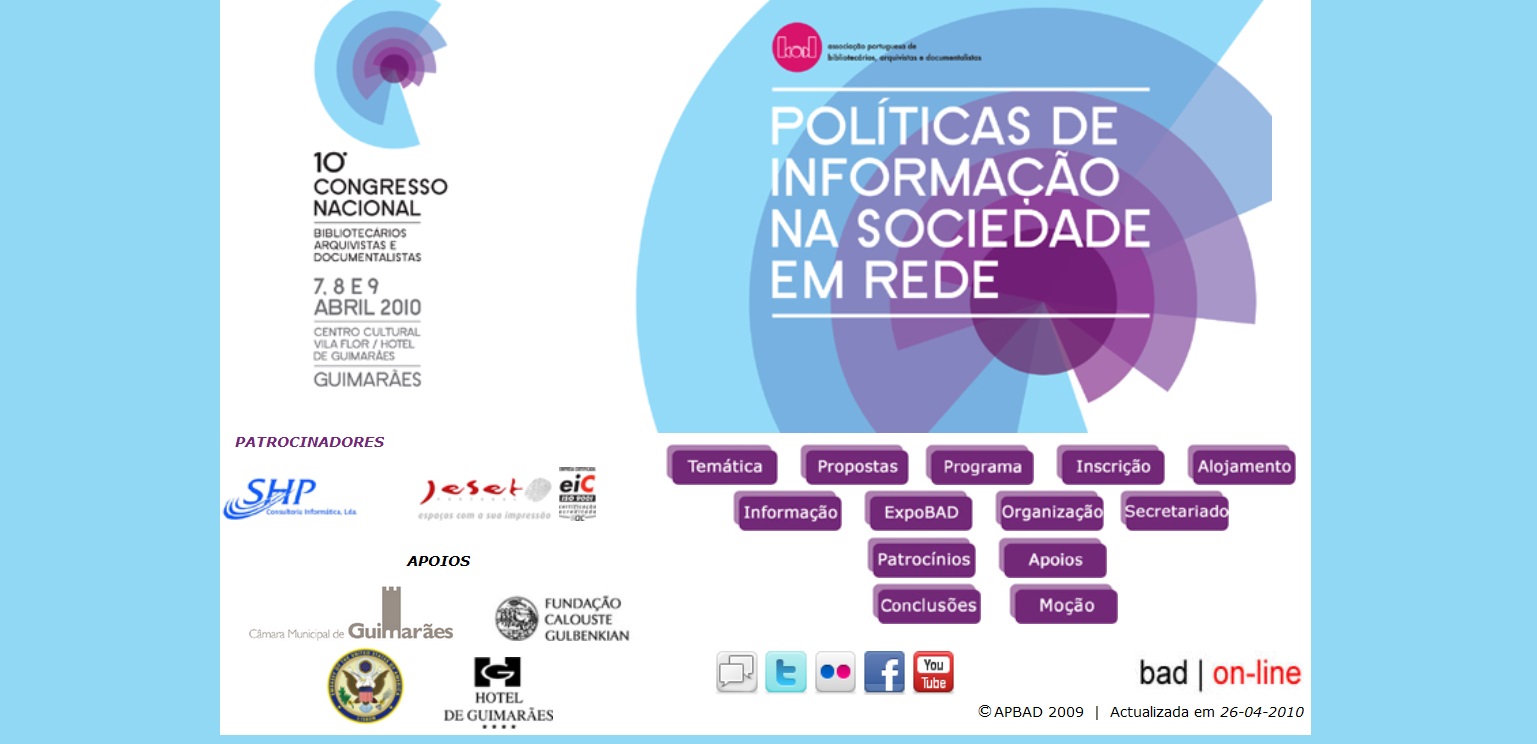 10º
CONGRESSO
NACIONAL
BIBLIOTECÁRIOS
ARQUIVISTAS E
DOCUMENTALISTAS
7, 8 E 9
ABRIL 2010
CENTRO CULTURAL
VILA FLOR / HOTEL
DE GUIMARÃES
GUIMARÃES
bad
associação portuguesa de
bibliotecários, arquivistas e documentalistas
POLÍTICAS DE
INFORMAÇÃO
NA SOCIEDADE
EM REDE
PATROCINADORES
SHP
Consultoria Informática, Lda.
Jeset
espaços com a sua impressão
EMPRESA CERTIFICADA
eiC
ISO 9001
certificação
acreditada
APOIOS
Câmara Municipal de Guimarães
FUNDAÇÃO
CALOUSTE
GULBENKIAN
HOTEL
DE GUIMARÃES
Temática
Propostas
Programa
Inscrição
Alojamento
Informação
ExpoBAD
Organização
Secretariado
Patrocínios
Apoios
Conclusões
Moção
You
Tube
bad | on-line
© APBAD 2009 | Actualizada em 26-04-2010